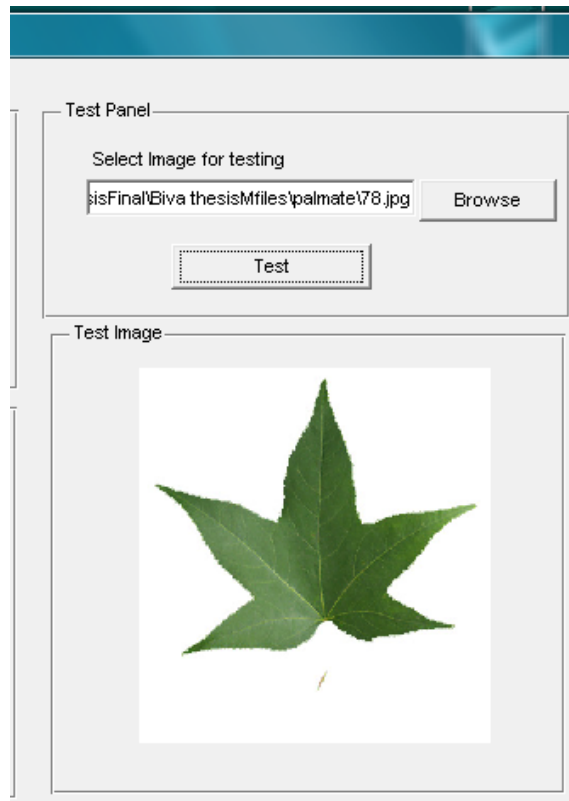 Test Panel
Select Image for testing
sisFinal\Biva thesisMfiles\palmate\78.jpg
Browse
Test
Test Image